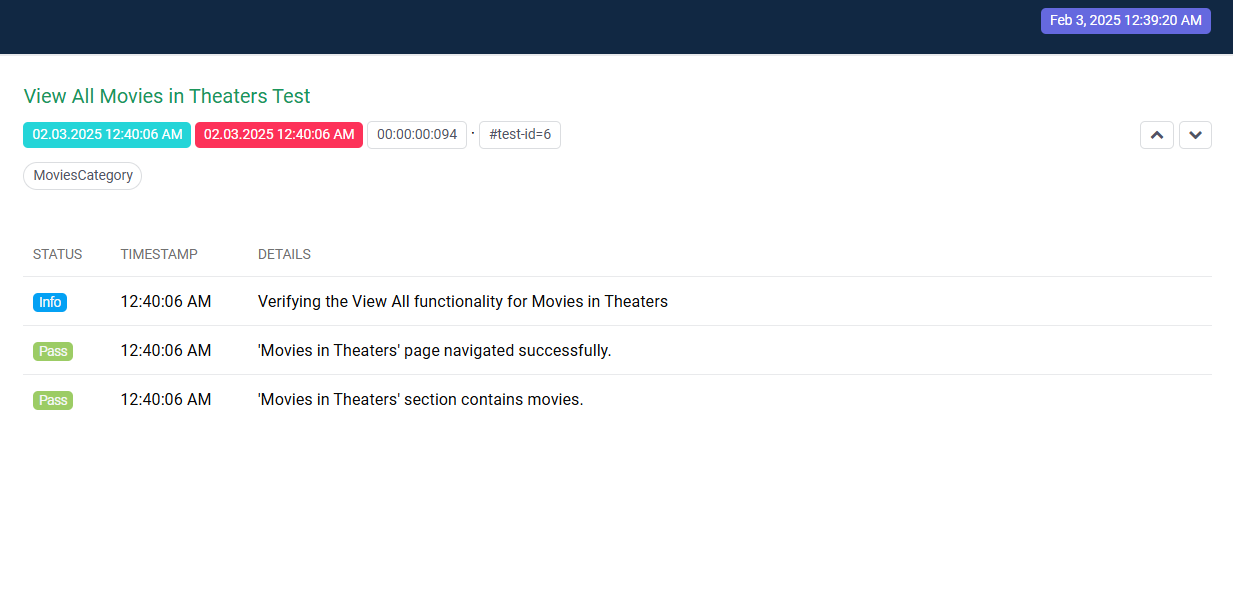 Feb 3, 2025 12:39:20 AM
View All Movies in Theaters Test
02.03.2025 12:40:06 AM 02.03.2025 12:40:06 AM 00:00:00:094 · #test-id=6
MoviesCategory
STATUS TIMESTAMP DETAILS
Info 12:40:06 AM Verifying the View All functionality for Movies in Theaters
Pass 12:40:06 AM 'Movies in Theaters' page navigated successfully.
Pass 12:40:06 AM 'Movies in Theaters' section contains movies.